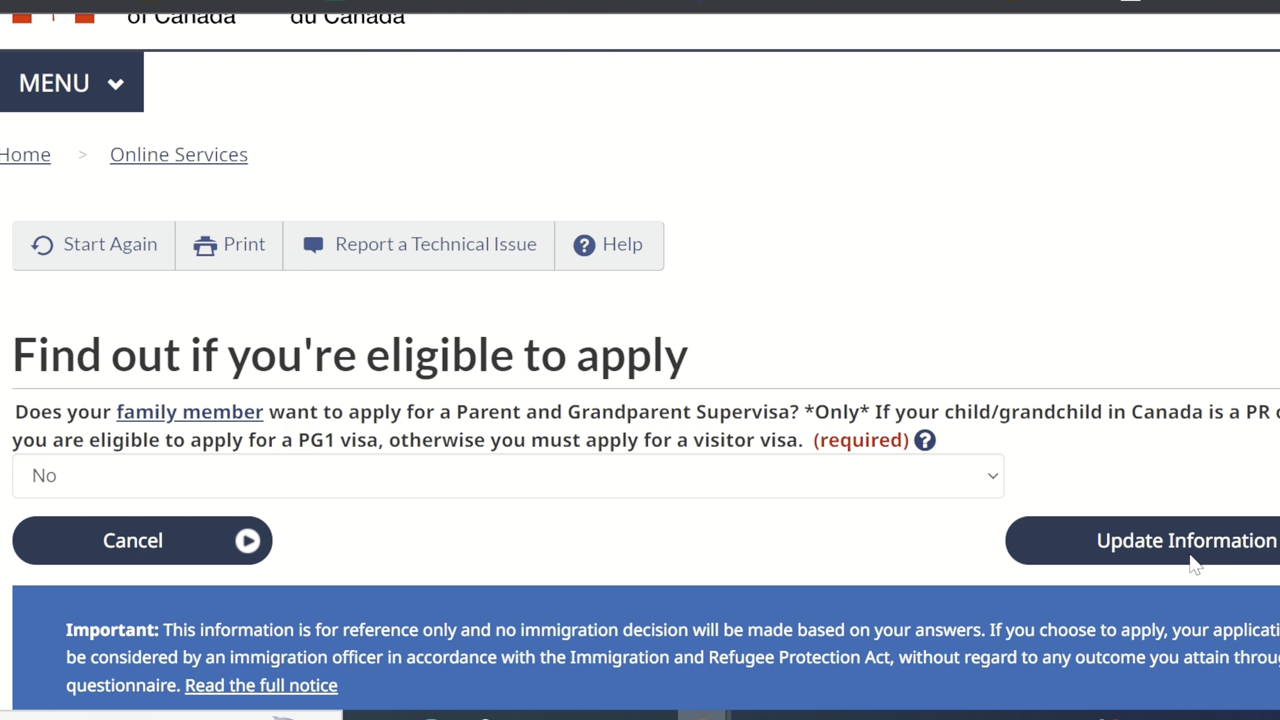 of Canada du Canada
MENU
Home > Online Services
Start Again Print Report a Technical Issue Help
Find out if you're eligible to apply
Does your family member want to apply for a Parent and Grandparent Supervisa? *Only* If your child/grandchild in Canada is a PR
you are eligible to apply for a PG1 visa, otherwise you must apply for a visitor visa. (required)
No
Cancel Update Information
Important: This information is for reference only and no immigration decision will be made based on your answers. If you choose to apply, your applicati
be considered by an immigration officer in accordance with the Immigration and Refugee Protection Act, without regard to any outcome you attain throu
questionnaire. Read the full notice